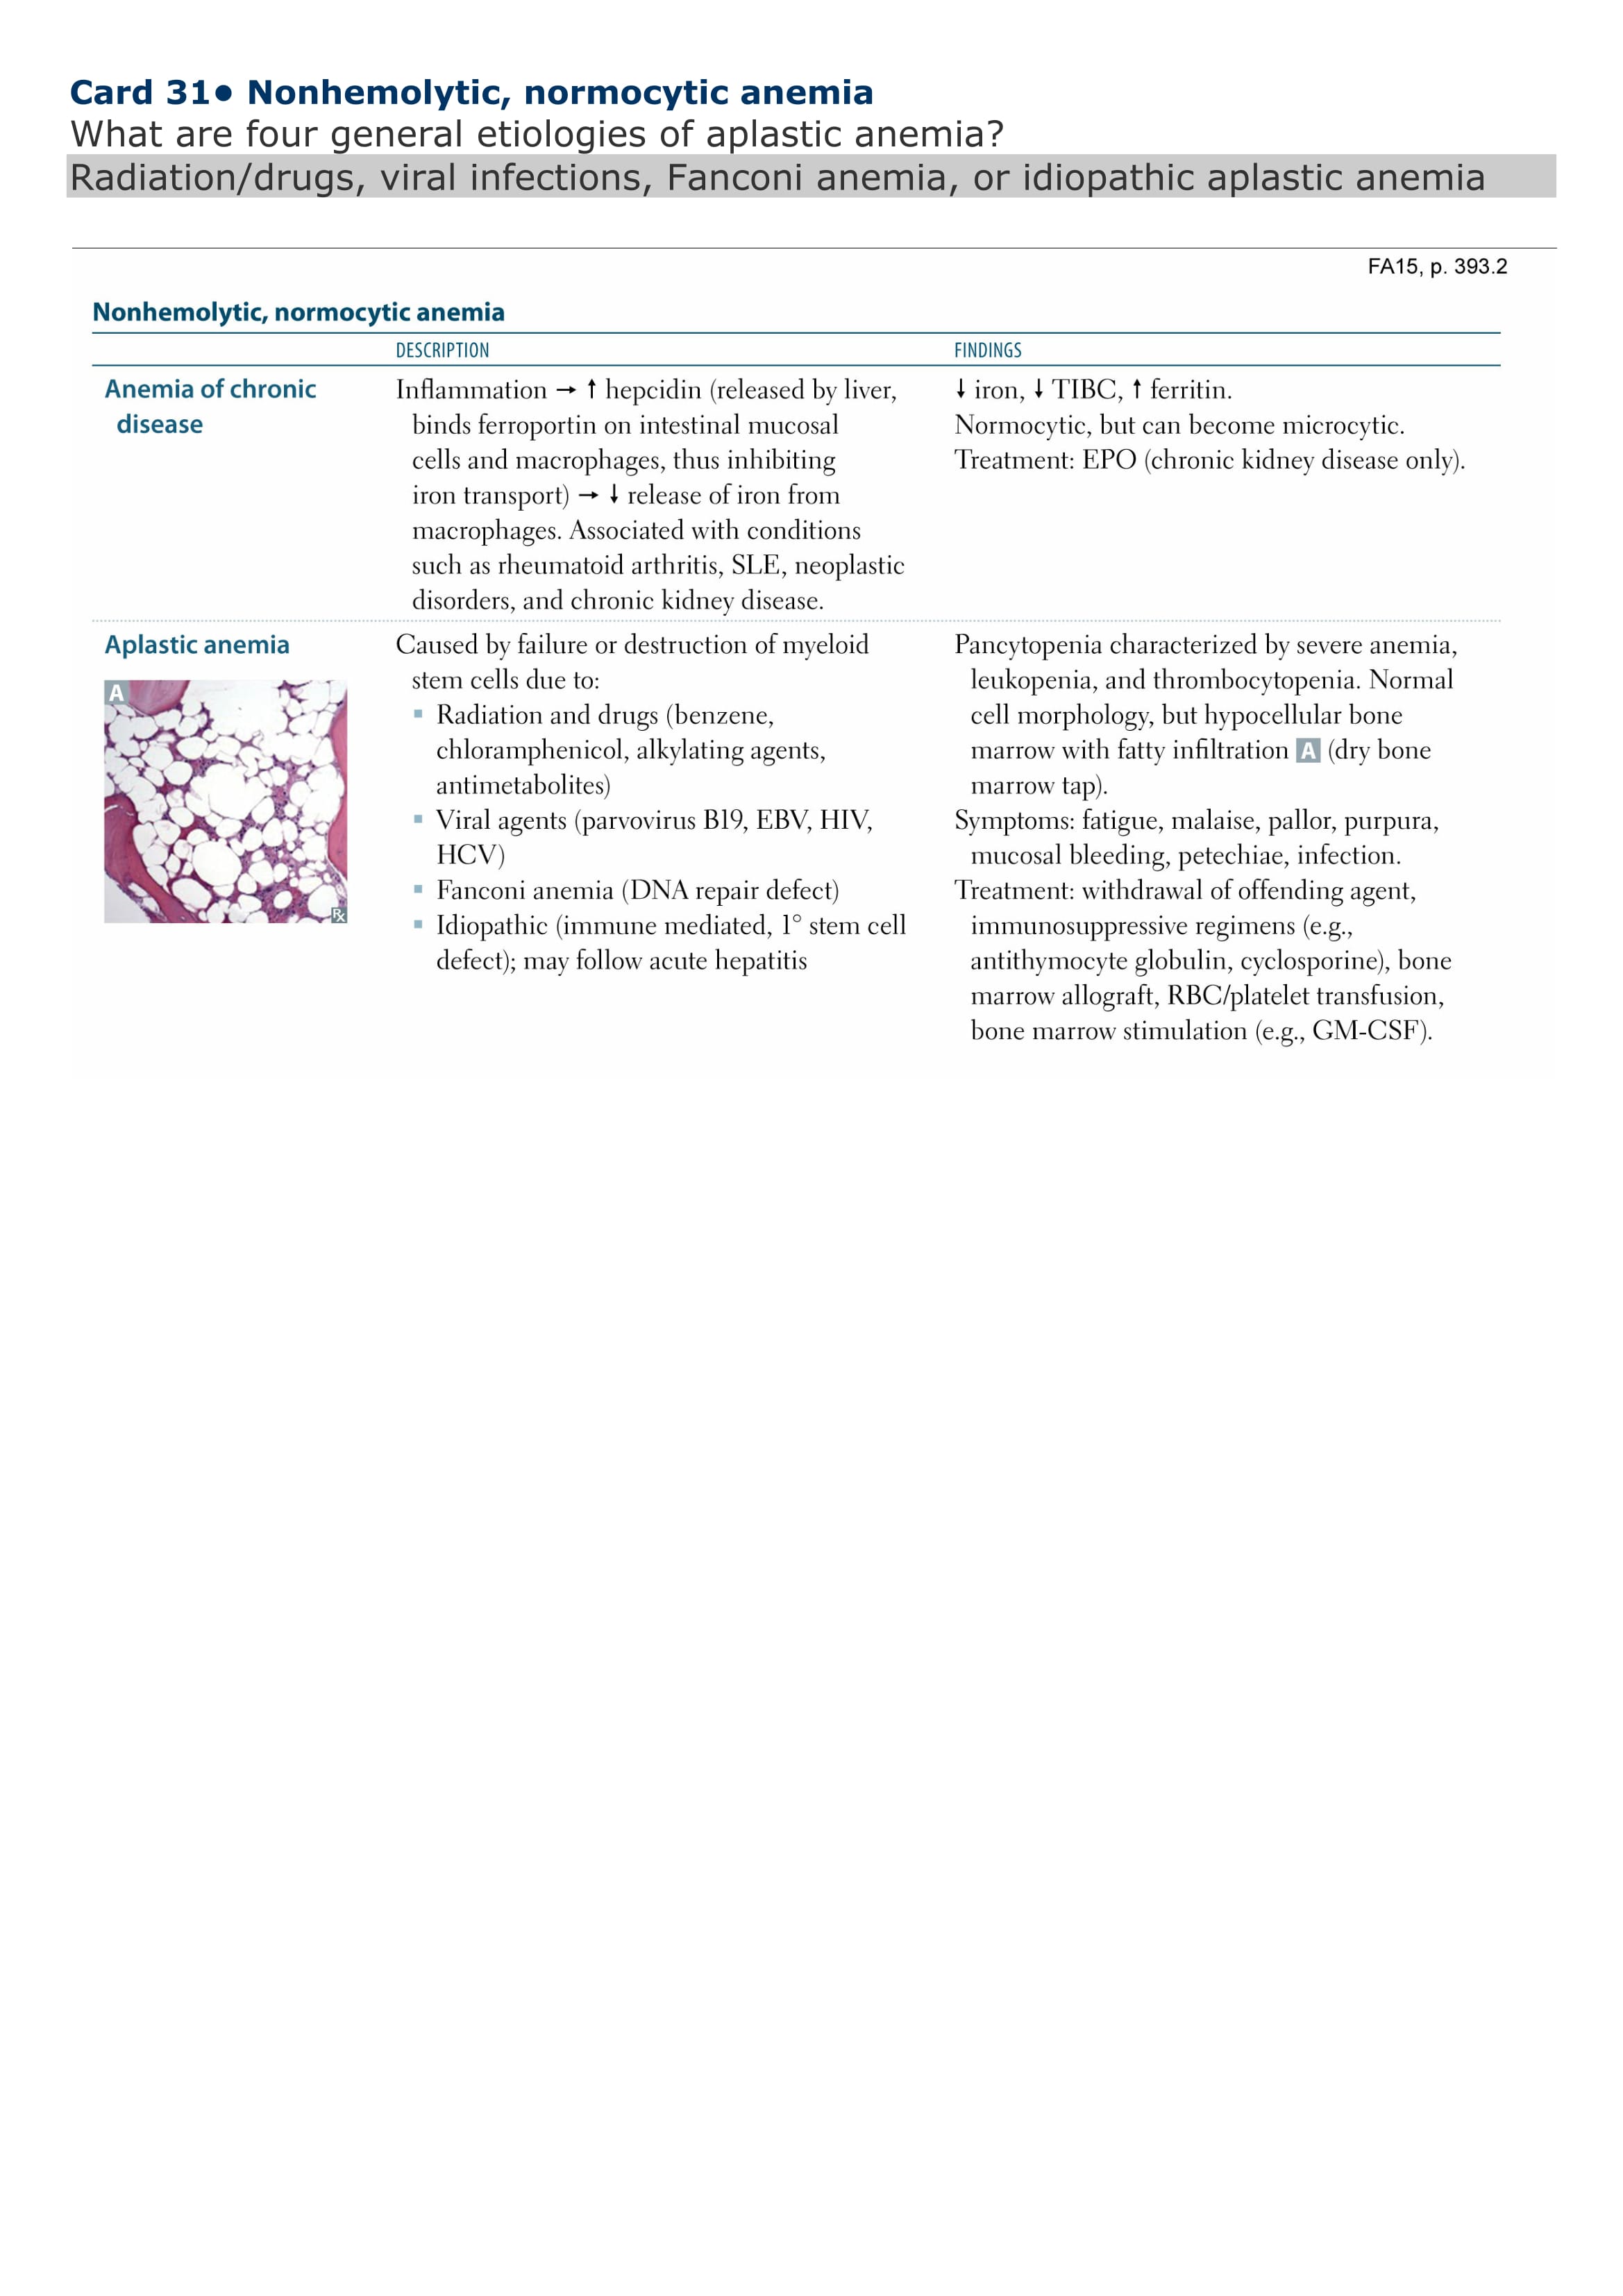 Card 31● Nonhemolytic, normocytic anemia
What are four general etiologies of aplastic anemia?
Radiation/drugs, viral infections, Fanconi anemia, or idiopathic aplastic anemia
FA15, p. 393.2
Nonhemolytic, normocytic anemia
DESCRIPTION
FINDINGS
Anemia of chronic
disease
Inflammation → ↑ hepcidin (released by liver,
binds ferroportin on intestinal mucosal
cells and macrophages, thus inhibiting
iron transport) → ↓ release of iron from
macrophages. Associated with conditions
such as rheumatoid arthritis, SLE, neoplastic
disorders, and chronic kidney disease.
↓ iron, ↓ TIBC, ↑ ferritin.
Normocytic, but can become microcytic.
Treatment: EPO (chronic kidney disease only).
Aplastic anemia
A
Rx
Caused by failure or destruction of myeloid
stem cells due to:
▪ Radiation and drugs (benzene,
chloramphenicol, alkylating agents,
antimetabolites)
▪ Viral agents (parvovirus B19, EBV, HIV,
HCV)
▪ Fanconi anemia (DNA repair defect)
▪ Idiopathic (immune mediated, 1° stem cell
defect); may follow acute hepatitis
Pancytopenia characterized by severe anemia,
leukopenia, and thrombocytopenia. Normal
cell morphology, but hypocellular bone
marrow with fatty infiltration A (dry bone
marrow tap).
Symptoms: fatigue, malaise, pallor, purpura,
mucosal bleeding, petechiae, infection.
Treatment: withdrawal of offending agent,
immunosuppressive regimens (e.g.,
antithymocyte globulin, cyclosporine), bone
marrow allograft, RBC/platelet transfusion,
bone marrow stimulation (e.g., GM-CSF).